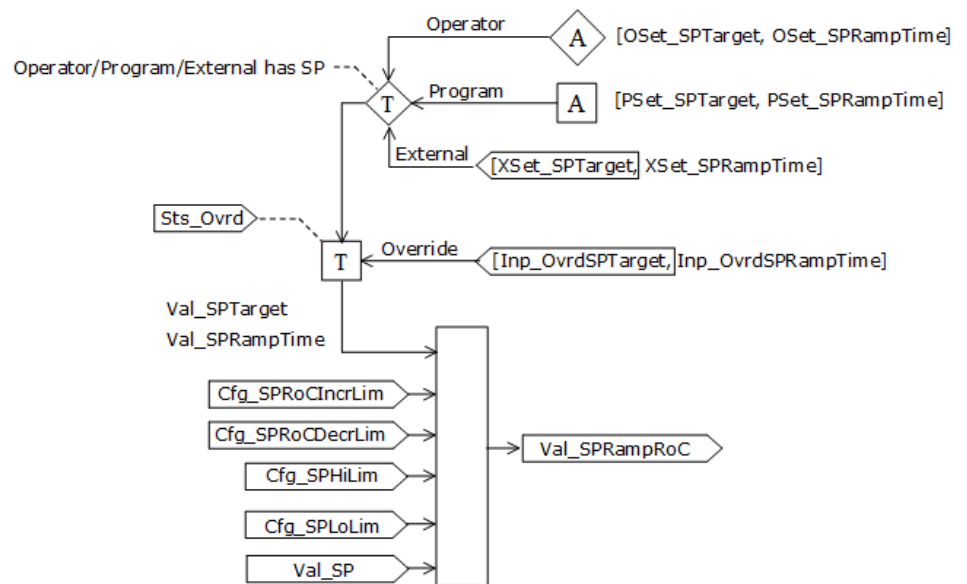 Operator
A
[OSet_SPTarget, OSet_SPRampTime]
Operator/Program/External has SP
T
Program
A
[PSet_SPTarget, PSet_SPRampTime]
External
[XSet_SPTarget, XSet_SPRampTime]
Sts_Ovrd
T
Override
[Inp_OvrdSPTarget, Inp_OvrdSPRampTime]
Val_SPTarget
Val_SPRampTime
Cfg_SPRoCIncrLim
Cfg_SPRoCDecrLim
Val_SPRampRoC
Cfg_SPHiLim
Cfg_SPLoLim
Val_SP